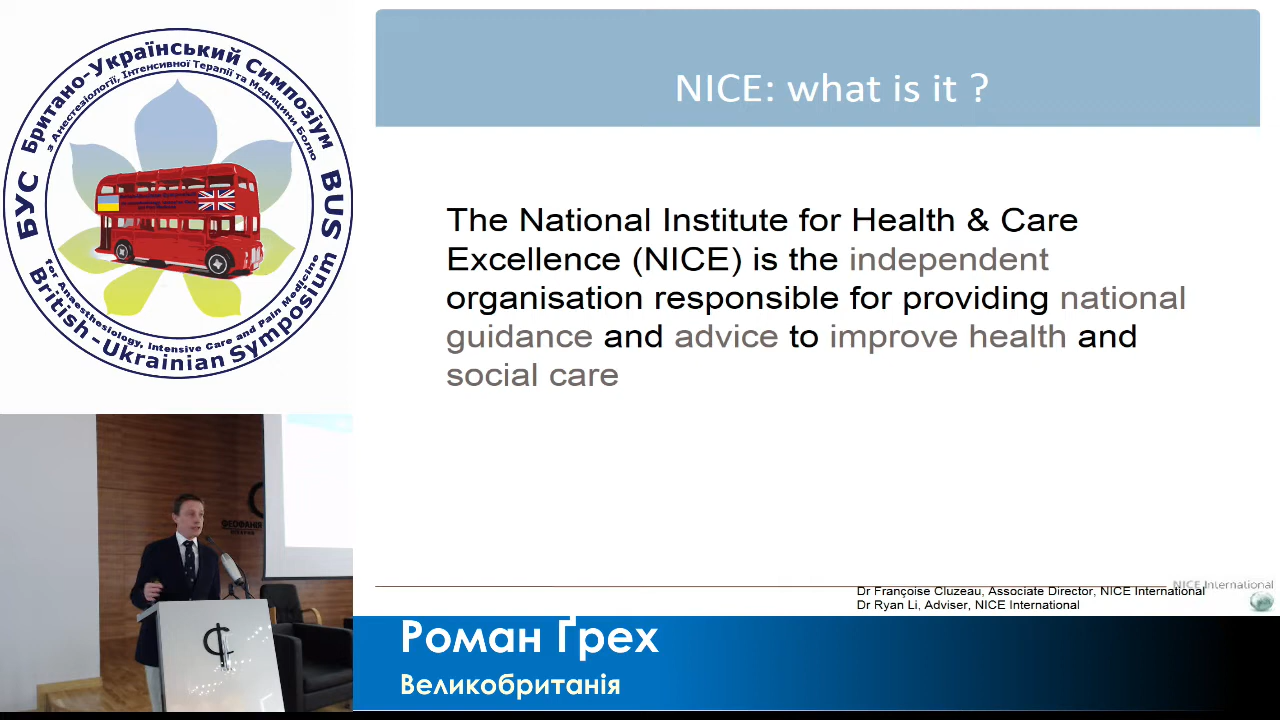 Британо-Український Симпозіум
з Анестезіології, Інтенсивної Терапії та Медицини Болю
БУС
BUS
for Anaesthesiology, Intensive Care and Pain Medicine
British-Ukrainian Symposium
NICE: what is it ?
The National Institute for Health & Care
Excellence (NICE) is the independent
organisation responsible for providing national
guidance and advice to improve health and
social care
NICE International
Dr Françoise Cluzeau, Associate Director, NICE International
Dr Ryan Li, Adviser, NICE International
ФЕОФАНІЯ
Роман Ґрех
Великобританія